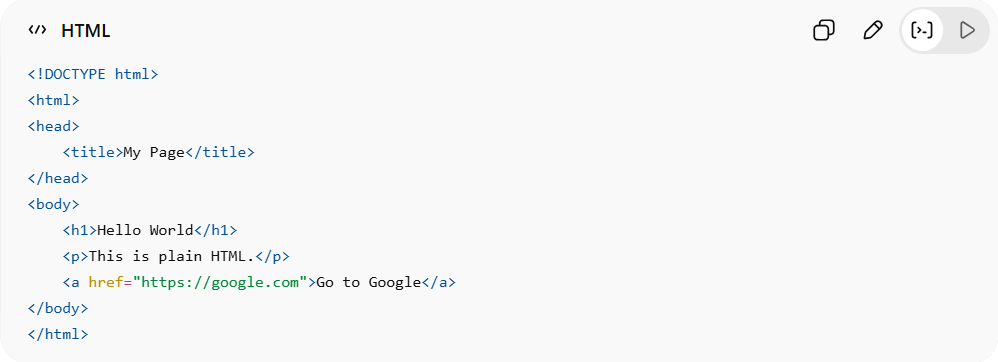 HTML
<!DOCTYPE html>
<html>
<head>
    <title>My Page</title>
</head>
<body>
    <h1>Hello World</h1>
    <p>This is plain HTML.</p>
    <a href="https://google.com">Go to Google</a>
</body>
</html>